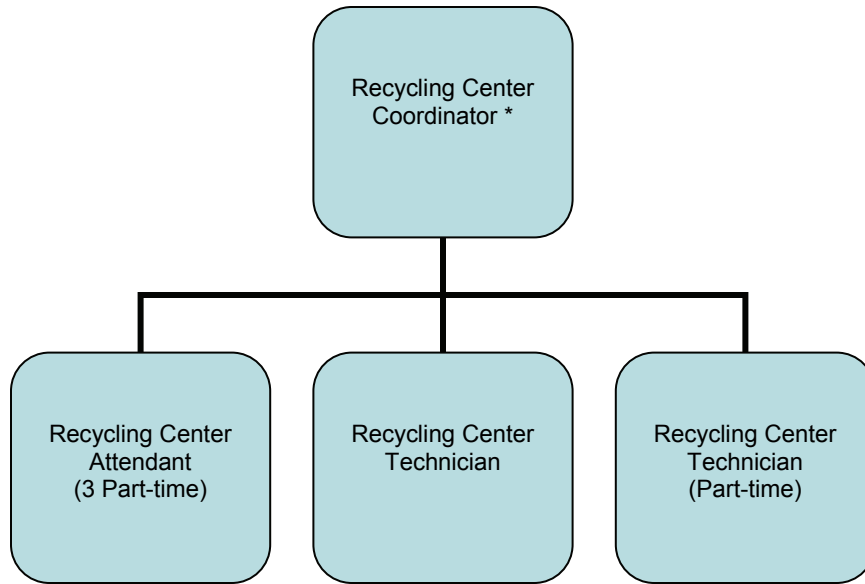 Recycling Center
Coordinator *
Recycling Center
Attendant
(3 Part-time)
Recycling Center
Technician
Recycling Center
Technician
(Part-time)